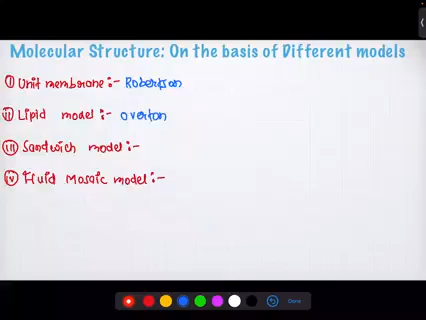 Molecular Structure: On the basis of Different models
(i) Unit membrane:- Robertson
(ii) Lipid model:- overton
(iii) Sandwich model:-
(iv) Fluid Mosaic model:-
Done